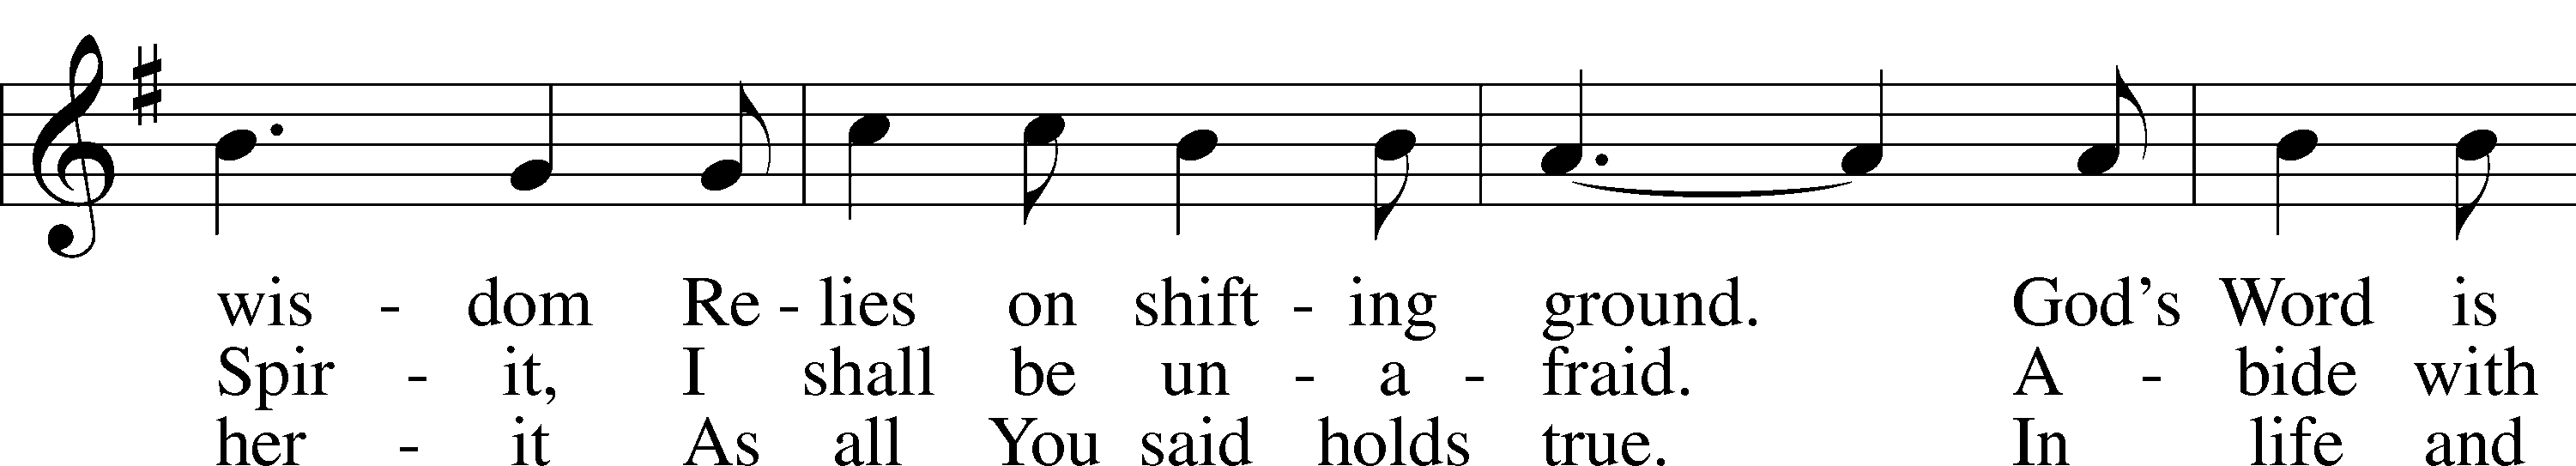 wis - dom Re - lies on shift - ing ground. God’s Word is
Spir - it, I shall be un - a - fraid. A - bide with
her - it As all You said holds true. In life and